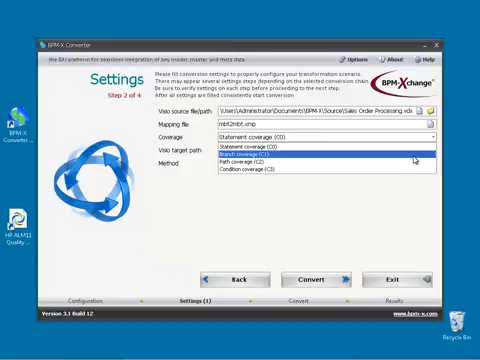 BPM-X Converter
the EAI platform for seamless integration of any model, master and meta data
Options
About
Help
Settings
Step 2 of 4
Please fill conversion settings to properly configure your transformation scenario.
There may appear several settings steps depending of the selected conversion chain.
Be sure to verify settings on each step before proceeding to the next step.
All settings are persistently stored in a consistently way.
BPM-Xchange
Visio source file/path
\Users\Administrator\Documents\BPM-X\Source\Sales Order Processing.vdx
Mapping file
mbt2mbt.xmp
Coverage
Statement coverage (C0)
Visio target path
Statement coverage (C0)
Branch coverage (C1)
Method
Path coverage (C2)
Condition coverage (C3)
BPM-X
Converter ...
HP ALM11
Quality ...
Back
Convert
Exit
Configuration
Settings (1)
Convert
Results
Version 3.1 Build 12
www.bpm-x.com
Recycle Bin